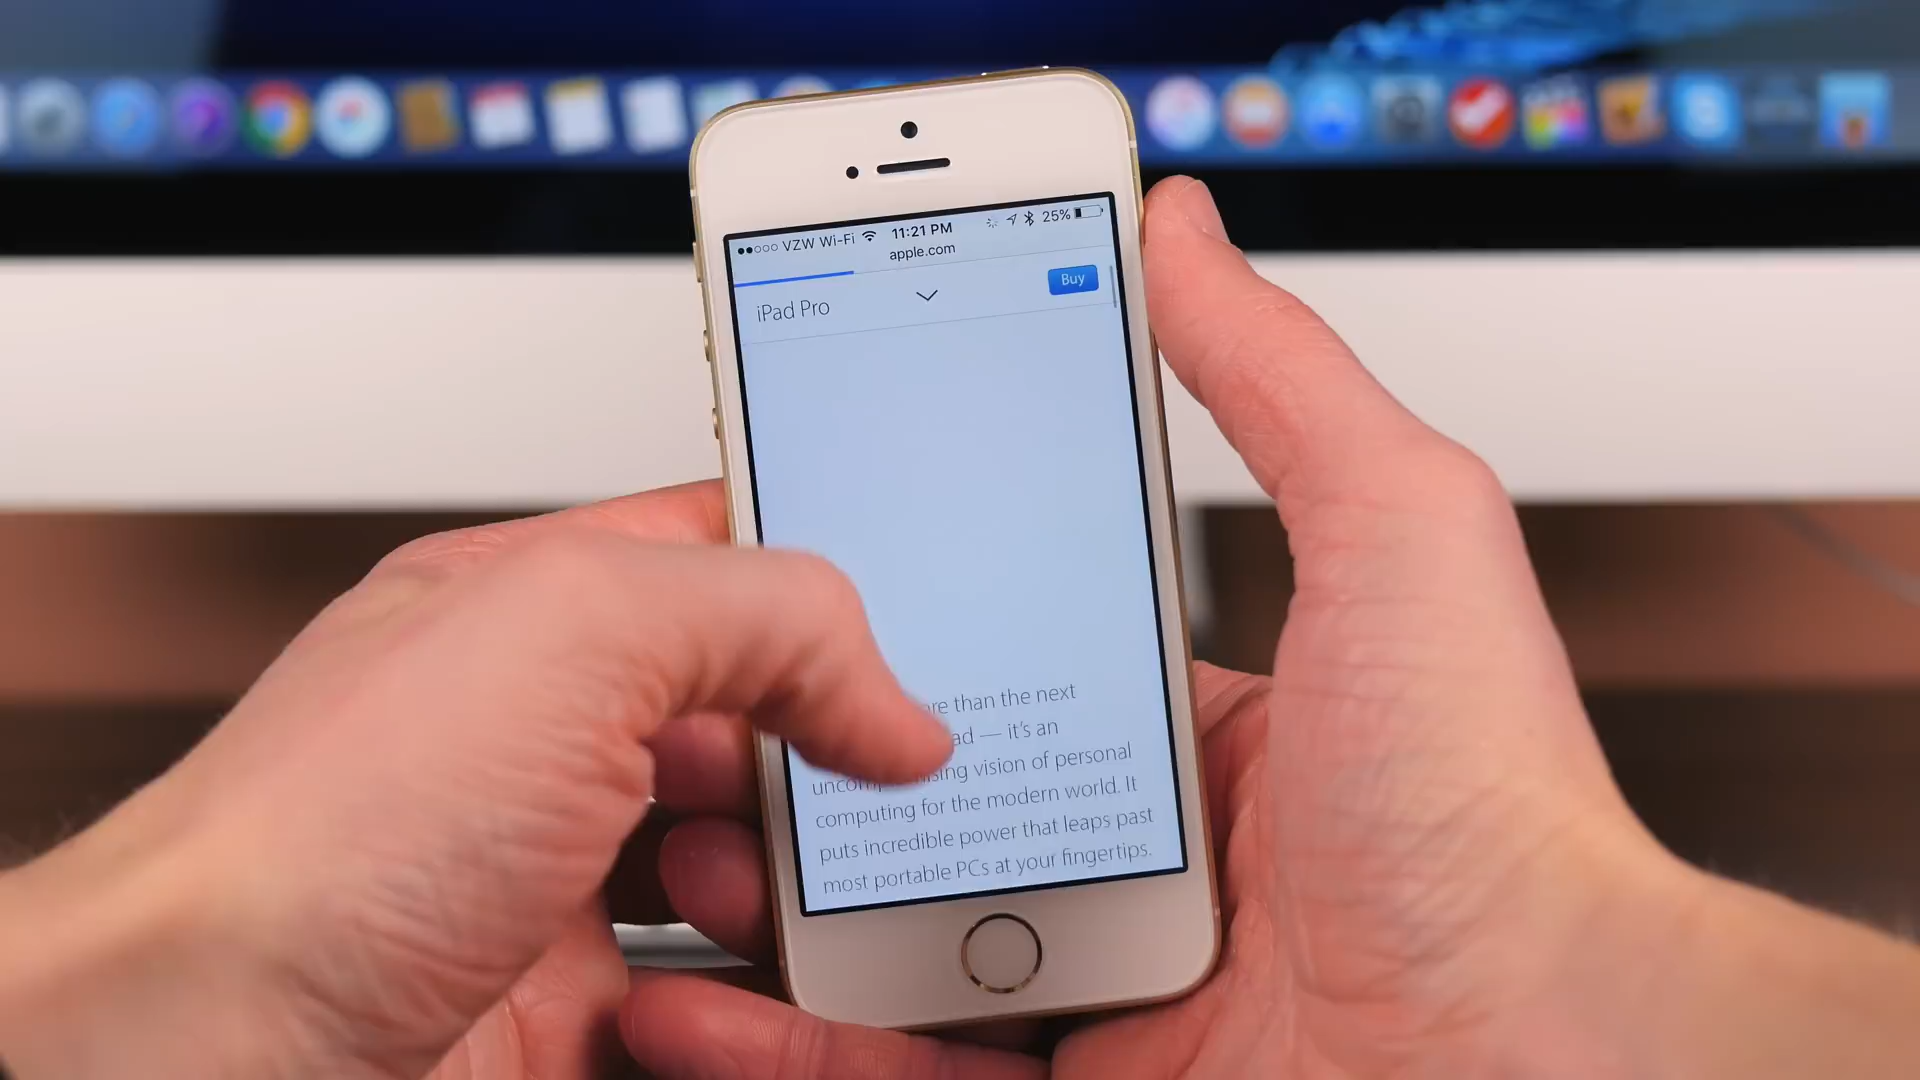 VZW Wi-Fi 11:21 PM 25%
apple.com
iPad Pro
Buy
than the next
— it's an
vision of personal
computing for the modern world. It
puts incredible power that leaps past
most portable PCs at your fingertips.